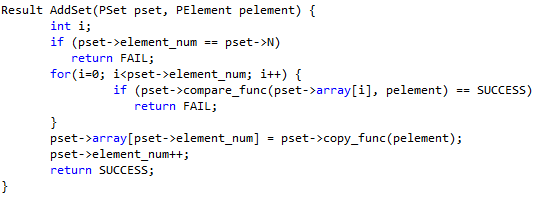 Result AddSet(PSet pset, PElement pelement) {
int i;
if (pset->element_num == pset->N)
return FAIL;
for(i=0; i<pset->element_num; i++) {
if (pset->compare_func(pset->array[i], pelement) == SUCCESS)
return FAIL;
}
pset->array[pset->element_num] = pset->copy_func(pelement);
pset->element_num++;
return SUCCESS;
}